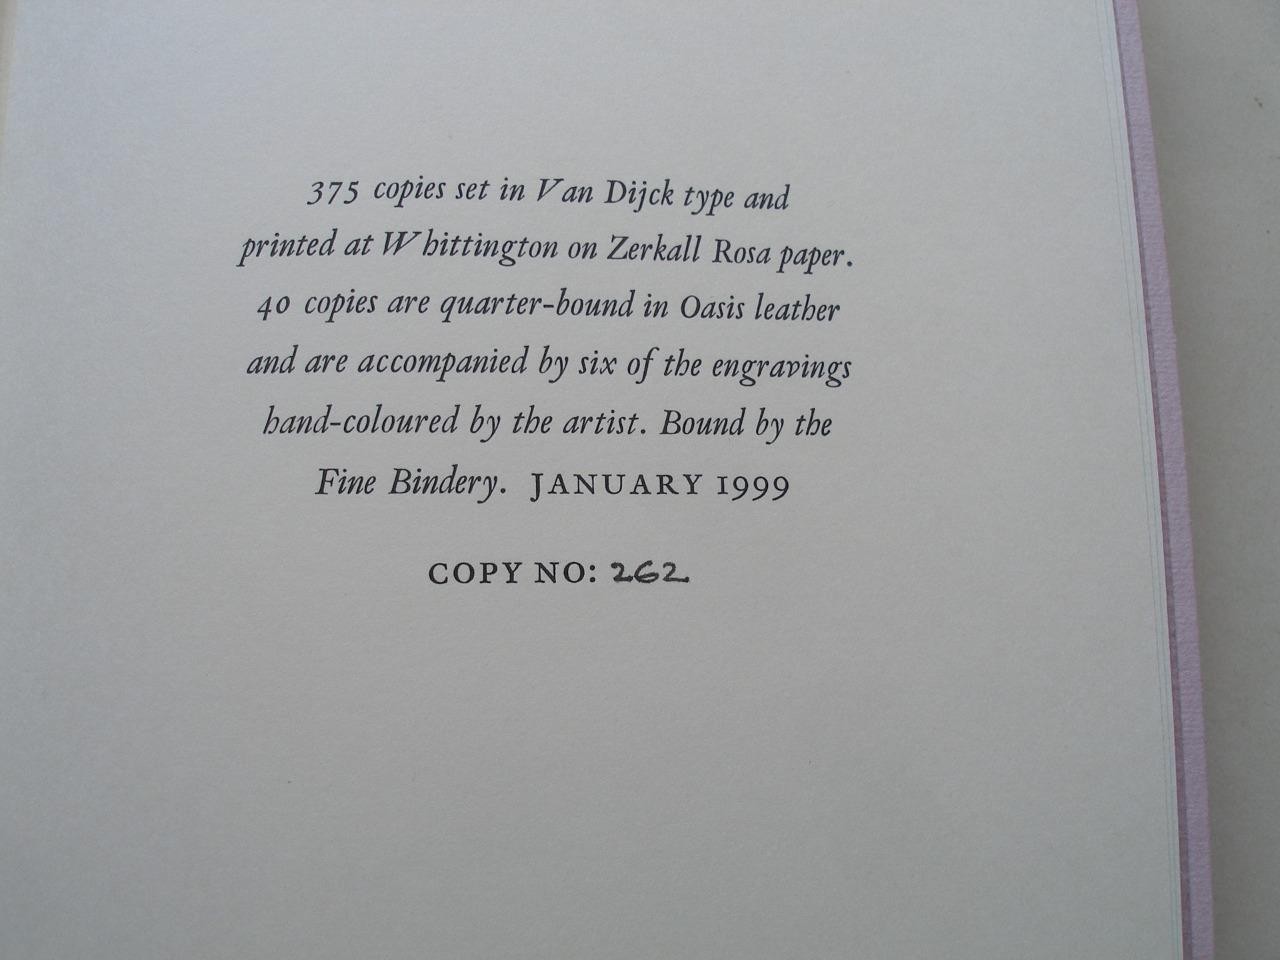 375 copies set in Van Dijck type and
printed at Whittington on Zerkall Rosa paper.
40 copies are quarter-bound in Oasis leather
and are accompanied by six of the engravings
hand-coloured by the artist. Bound by the
Fine Bindery. JANUARY 1999
COPY NO: 262